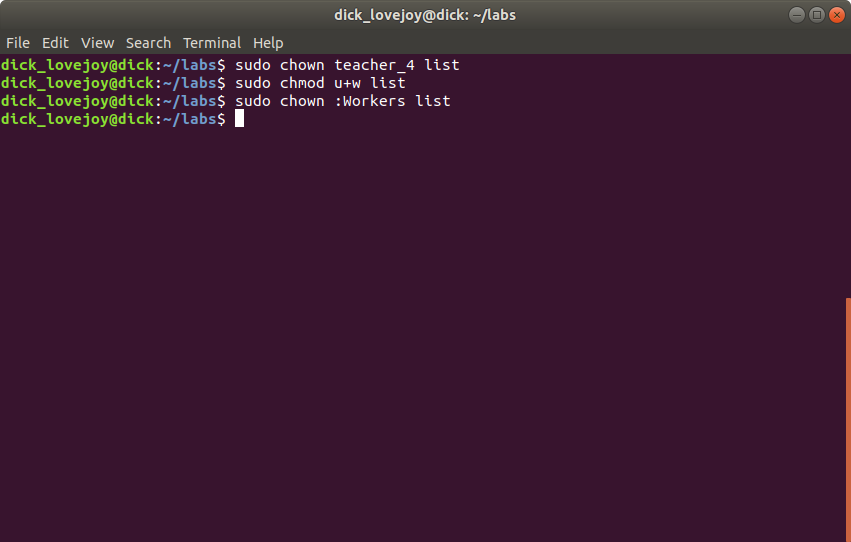 dick_lovejoy@dick: ~/labs
File Edit View Search Terminal Help
dick_lovejoy@dick:~/labs$ sudo chown teacher_4 list
dick_lovejoy@dick:~/labs$ sudo chmod u+w list
dick_lovejoy@dick:~/labs$ sudo chown :Workers list
dick_lovejoy@dick:~/labs$